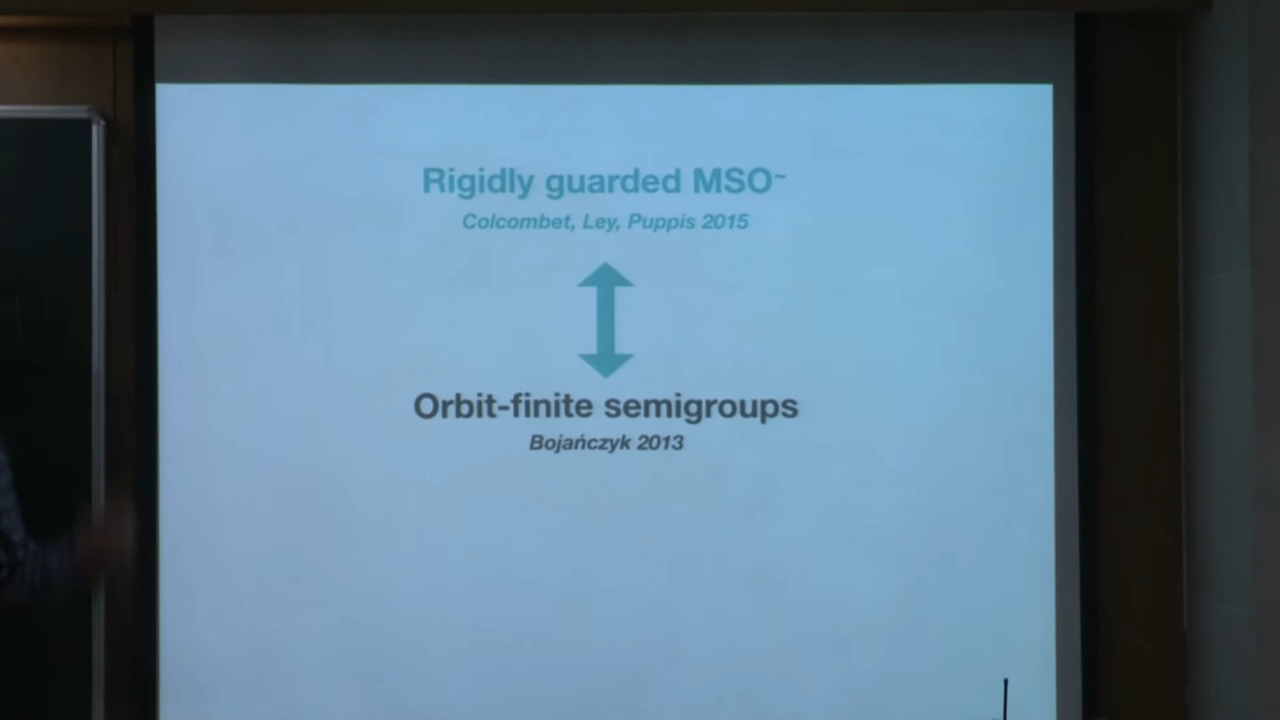 Rigidly guarded MSO~
Colcombet, Ley, Puppis 2015
Orbit-finite semigroups
Bojańczyk 2013